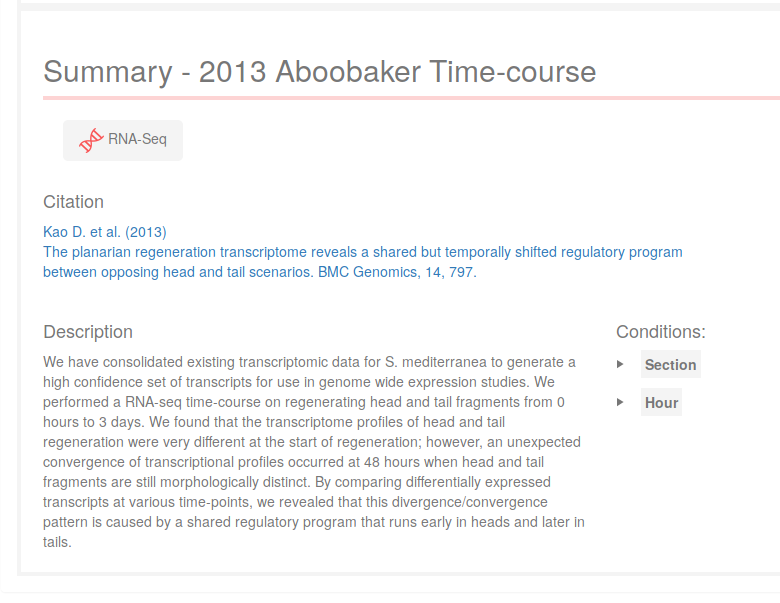 Summary - 2013 Aboobaker Time-course
RNA-Seq
Citation
Kao D. et al. (2013)
The planarian regeneration transcriptome reveals a shared but temporally shifted regulatory program
between opposing head and tail scenarios. BMC Genomics, 14, 797.
Description
We have consolidated existing transcriptomic data for S. mediterranea to generate a
high confidence set of transcripts for use in genome wide expression studies. We
performed a RNA-seq time-course on regenerating head and tail fragments from 0
hours to 3 days. We found that the transcriptome profiles of head and tail
regeneration were very different at the start of regeneration; however, an unexpected
convergence of transcriptional profiles occurred at 48 hours when head and tail
fragments are still morphologically distinct. By comparing differentially expressed
transcripts at various time-points, we revealed that this divergence/convergence
pattern is caused by a shared regulatory program that runs early in heads and later in
tails.
Conditions:
Section
Hour